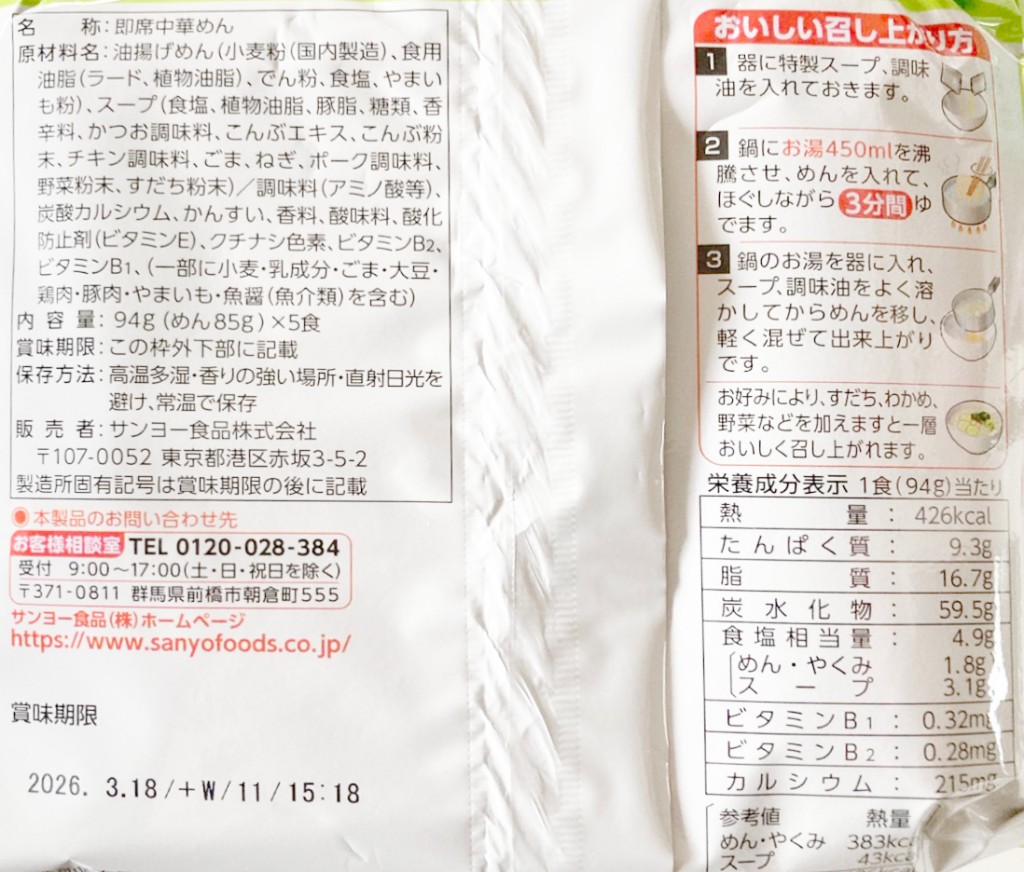 名　　称：即席中華めん
原材料名：油揚げめん（小麦粉（国内製造）、食用
油脂（ラード、植物油脂）、でん粉、食塩、やまい
も粉）、スープ（食塩、植物油脂、豚脂、糖類、香
辛料、かつお調味料、こんぶエキス、こんぶ粉
末、チキン調味料、ごま、ねぎ、ポーク調味料、
野菜粉末、すだち粉末）／調味料（アミノ酸等）、
炭酸カルシウム、かんすい、香料、酸味料、酸化
防止剤（ビタミンE）、クチナシ色素、ビタミンB2、
ビタミンB1、（一部に小麦・乳成分・ごま・大豆・
鶏肉・豚肉・やまいも・魚醤（魚介類）を含む）
内容量：94g（めん85g）×5食
賞味期限：この枠外下部に記載
保存方法：高温多湿・香りの強い場所・直射日光を
避け、常温で保存
販売者：サンヨー食品株式会社
〒107-0052 東京都港区赤坂3-5-2
製造所固有記号は賞味期限の後に記載
●本製品のお問い合わせ先
お客様相談室 TEL 0120-028-384
受付 9:00〜17:00（土・日・祝日を除く）
〒371-0811 群馬県前橋市朝倉町555
サンヨー食品（株）ホームページ
https://www.sanyofoods.co.jp/
賞味期限
2026. 3.18/+W/11/15:18
おいしい召し上がり方
1 器に特製スープ、調味
油を入れておきます。
2 鍋にお湯450mlを沸
騰させ、めんを入れて、
ほぐしながら3分間ゆ
でます。
3 鍋のお湯を器に入れ、
スープ、調味油をよく溶
かしてからめんを移し、
軽く混ぜて出来上がり
です。
お好みにより、すだち、わかめ、
野菜などを加えますと一層
おいしく召し上がれます。
栄養成分表示 1食（94g）当たり
熱量：426kcal
たんぱく質：9.3g
脂質：16.7g
炭水化物：59.5g
食塩相当量：4.9g
めん・やくみ 1.8g
スープ 3.1g
ビタミンB1：0.32mg
ビタミンB2：0.28mg
カルシウム：215mg
参考値 熱量
めん・やくみ 383kcal
スープ 43kcal